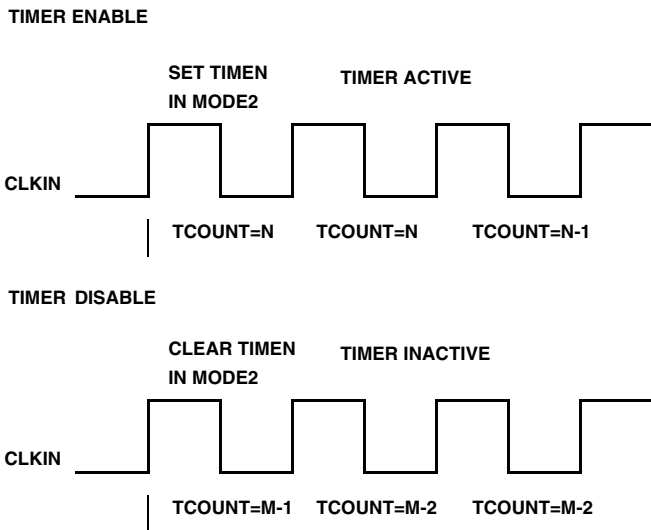 TIMER ENABLE
SET TIMEN
IN MODE2
TIMER ACTIVE
CLKIN
TCOUNT=N
TCOUNT=N
TCOUNT=N-1
TIMER DISABLE
CLEAR TIMEN
IN MODE2
TIMER INACTIVE
CLKIN
TCOUNT=M-1
TCOUNT=M-2
TCOUNT=M-2